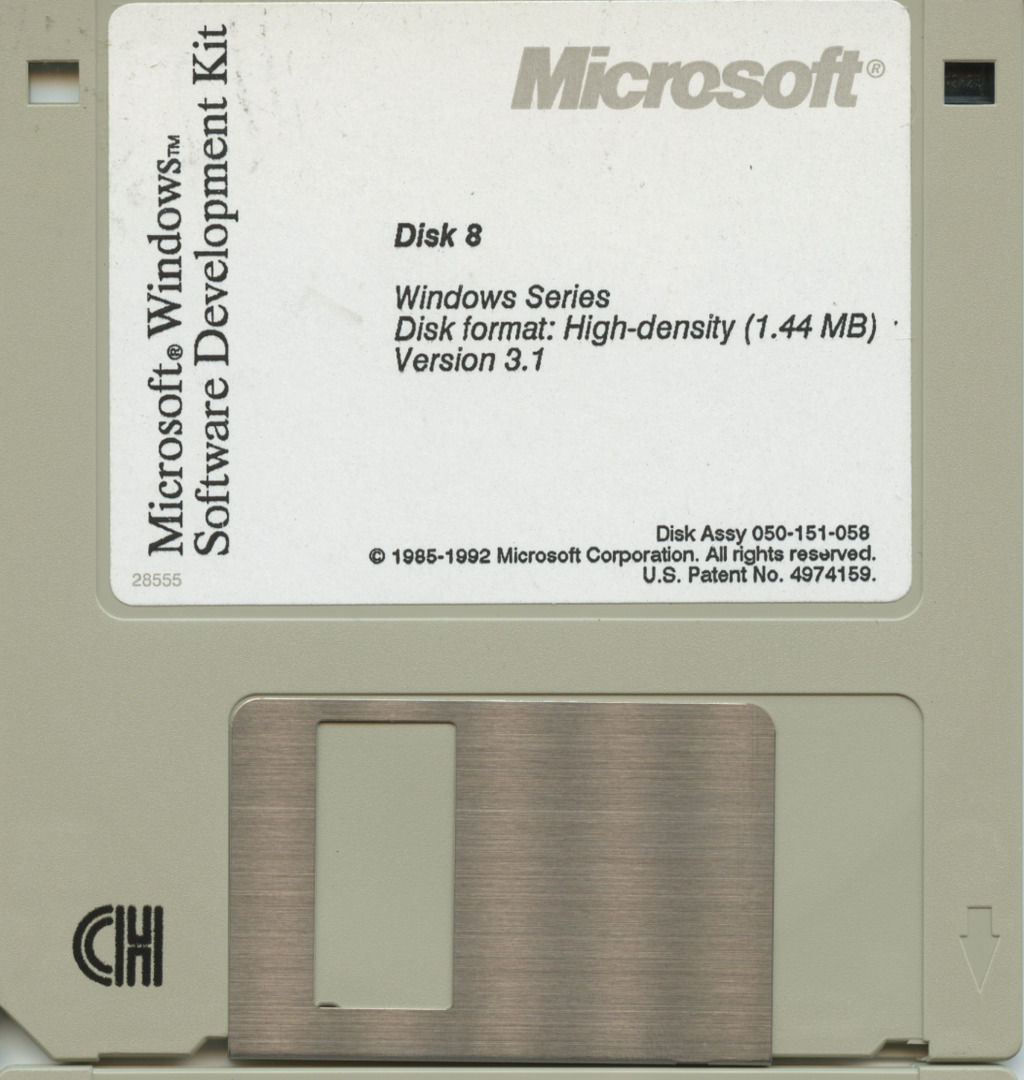 Microsoft® Windows™
Software Development Kit
Microsoft®
Disk 8
Windows Series
Disk format: High-density (1.44 MB)
Version 3.1
Disk Assy 050-151-058
© 1985-1992 Microsoft Corporation. All rights reserved.
U.S. Patent No. 4974159.
28555
CH